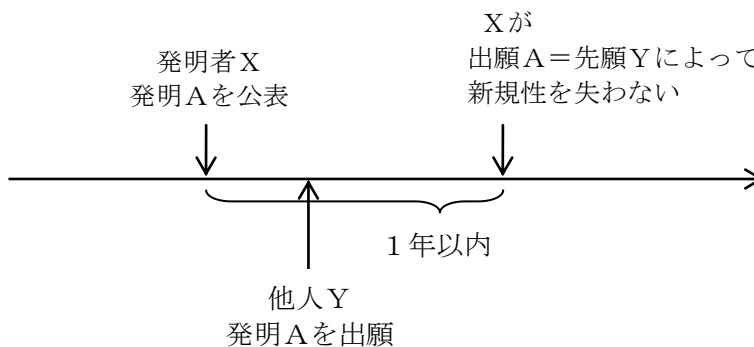 発明者Ｘ
発明Ａを公表
Ｘが
出願Ａ＝先願Ｙによって
新規性を失わない
１年以内
他人Ｙ
発明Ａを出願